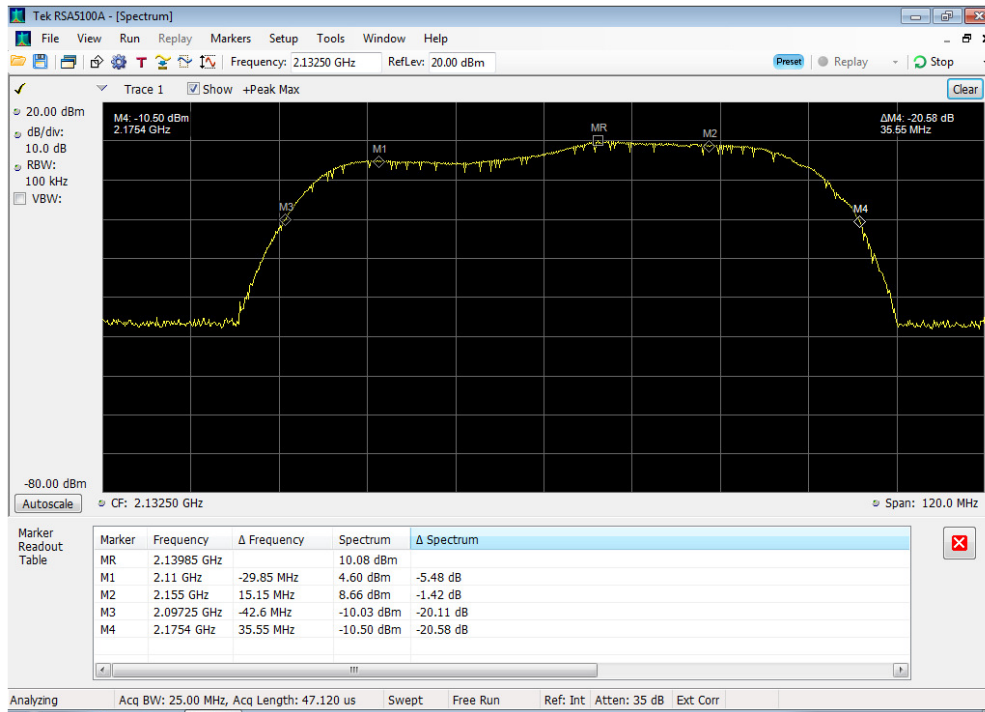 Tek RSA5100A - [Spectrum]
File View Run Replay Markers Setup Tools Window Help
T Frequency: 2.13250 GHz RefLev: 20.00 dBm Preset Replay Stop
Trace 1 Show +Peak Max Clear
20.00 dBm
dB/div:
10.0 dB
RBW:
100 kHz
VBW:
M4: -10.50 dBm
2.1754 GHz
ΔM4: -20.58 dB
35.55 MHz
MR
M2
M1
M3
M4
-80.00 dBm
Autoscale CF: 2.13250 GHz Span: 120.0 MHz
Marker
Readout
Table
Marker Frequency Δ Frequency Spectrum Δ Spectrum
MR 2.13985 GHz 10.08 dBm
M1 2.11 GHz -29.85 MHz 4.60 dBm -5.48 dB
M2 2.155 GHz 15.15 MHz 8.66 dBm -1.42 dB
M3 2.09725 GHz -42.6 MHz -10.03 dBm -20.11 dB
M4 2.1754 GHz 35.55 MHz -10.50 dBm -20.58 dB
Analyzing Acq BW: 25.00 MHz, Acq Length: 47.120 us Swept Free Run Ref: Int Atten: 35 dB Ext Corr